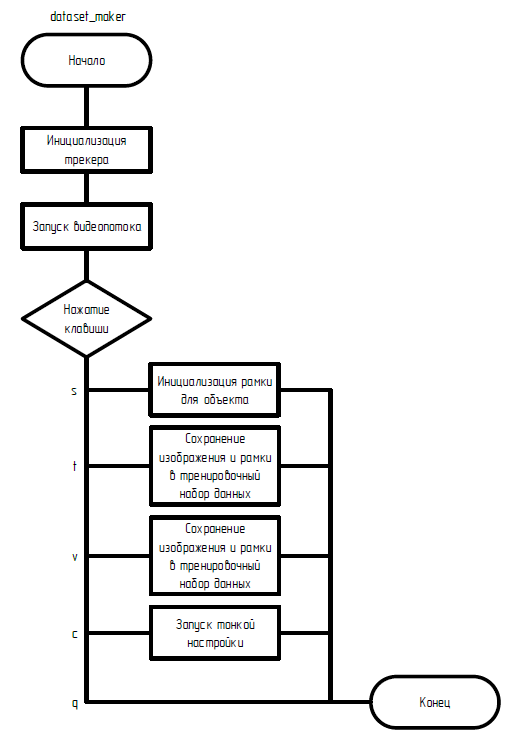 dataset_maker
Начало
Инициализация
трекера
Запуск видеопотока
Нажатие
клавиши
s
Инициализация рамки
для объекта
t
Сохранение
изображения и рамки
в тренировочный
набор данных
v
Сохранение
изображения и рамки
в тренировочный
набор данных
c
Запуск тонкой
настройки
q
Конец